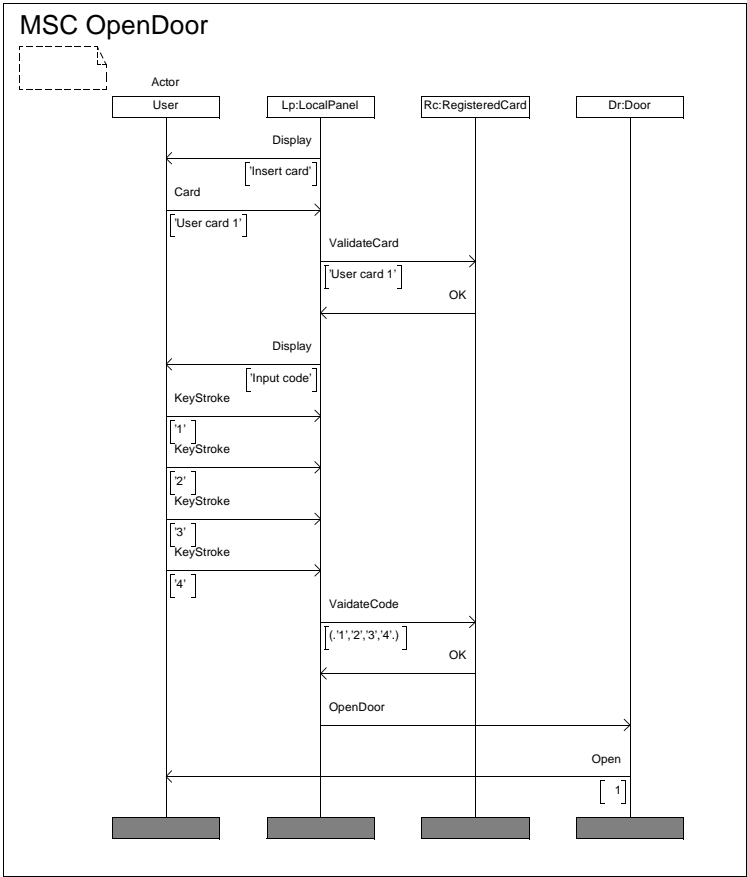 MSC OpenDoor
Actor
User
Lp:LocalPanel
Rc:RegisteredCard
Dr:Door
Display
'Insert card'
Card
'User card 1'
ValidateCard
'User card 1'
OK
Display
'Input code'
KeyStroke
'1'
KeyStroke
'2'
KeyStroke
'3'
KeyStroke
'4'
VaidateCode
(.'1','2','3','4'.)
OK
OpenDoor
Open
1